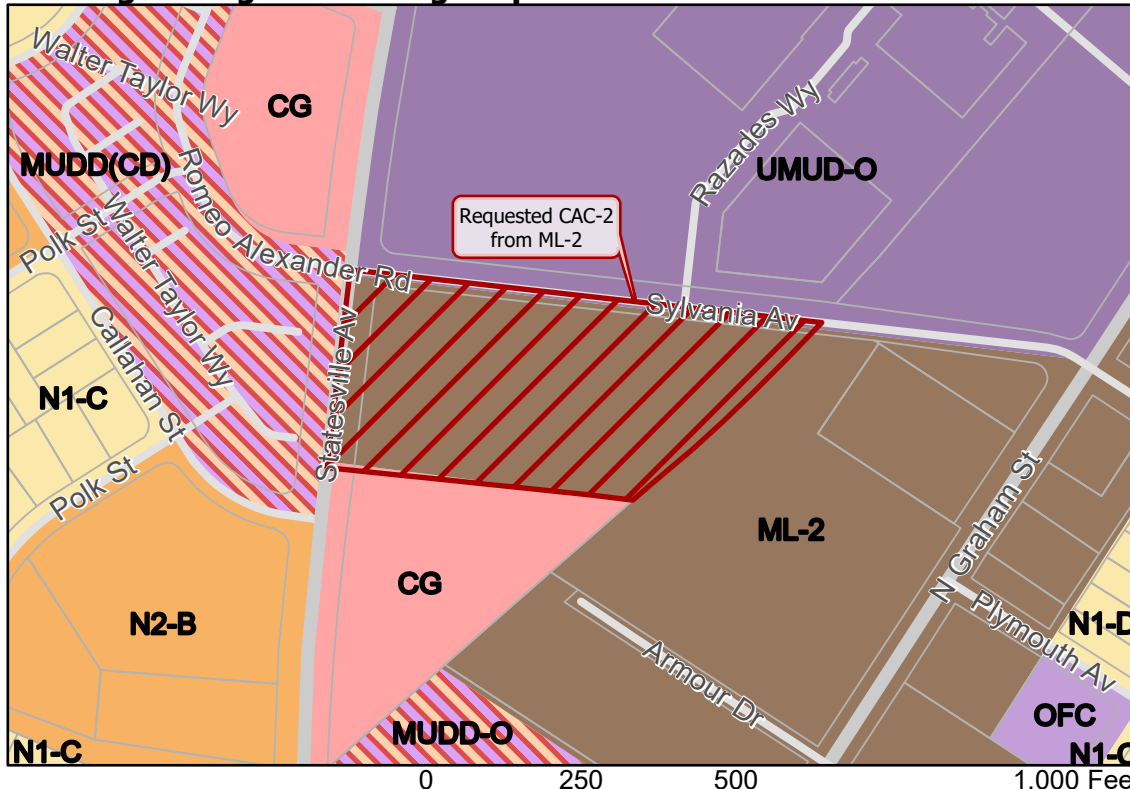 Walter Taylor Wy
CG
MUDD(CD)
Romeo Alexander Rd
Razades Wy
UMUD-O
Requested CAC-2
from ML-2
Polk St
Walter Taylor Wy
Sylvania Av
Callahan St
Statesville Av
N1-C
Polk St
N Graham St
ML-2
CG
N2-B
Plymouth Av
N1-D
Armour Dr
OFC
MUDD-O
N1-C
N1-C
0 250 500 1,000 Fee